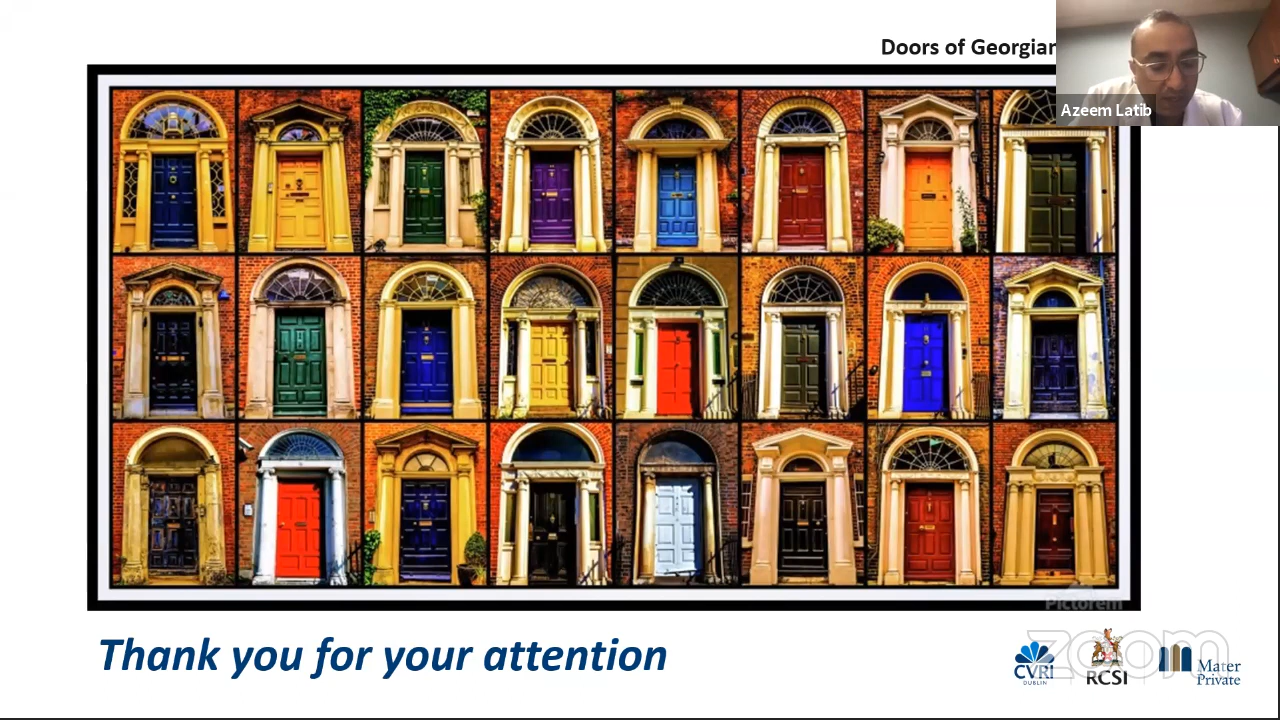 Doors of Georgian
Azeem Latib
Pictorem
Thank you for your attention
zoom
CVRI
DUBLIN
RCSI
Mater
Private